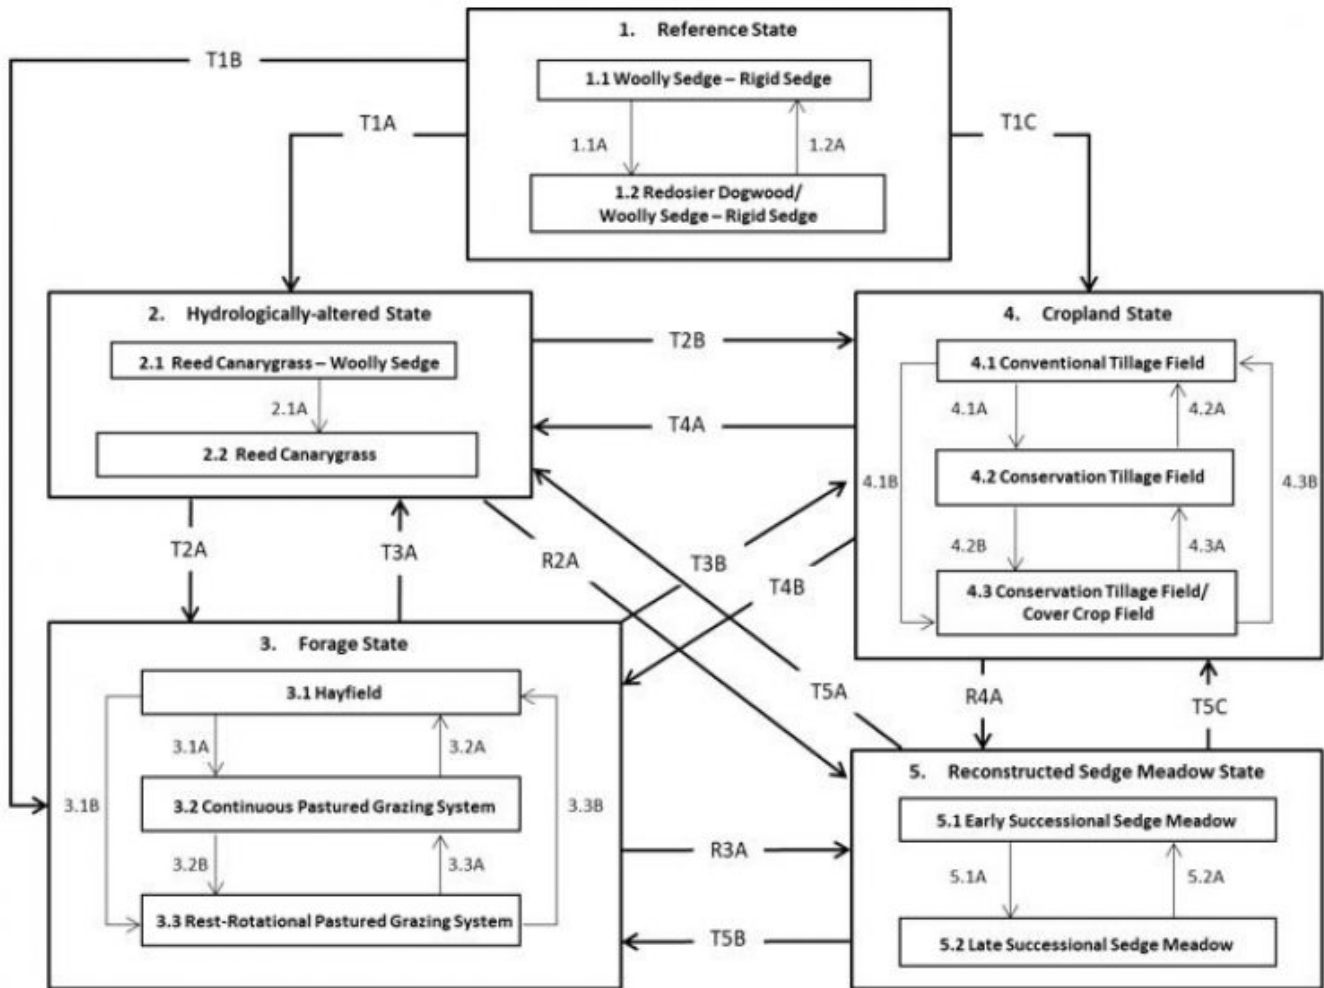 1. Reference State
T1B
1.1 Woolly Sedge – Rigid Sedge
T1A
T1C
1.1A
1.2A
1.2 Redosier Dogwood/
Woolly Sedge – Rigid Sedge
2. Hydrologically-altered State
2.1 Reed Canarygrass – Woolly Sedge
2.1A
2.2 Reed Canarygrass
T2B
T4A
4. Cropland State
4.1 Conventional Tillage Field
4.1A
4.2A
4.2 Conservation Tillage Field
4.1B
4.3B
4.2B
4.3A
4.3 Conservation Tillage Field/
Cover Crop Field
T2A
T3A
R2A
T3B
T4B
T5A
R4A
T5C
3. Forage State
3.1 Hayfield
3.1A
3.2A
3.2 Continuous Pastured Grazing System
3.1B
3.3B
3.2B
3.3A
3.3 Rest-Rotational Pastured Grazing System
R3A
T5B
5. Reconstructed Sedge Meadow State
5.1 Early Successional Sedge Meadow
5.1A
5.2A
5.2 Late Successional Sedge Meadow